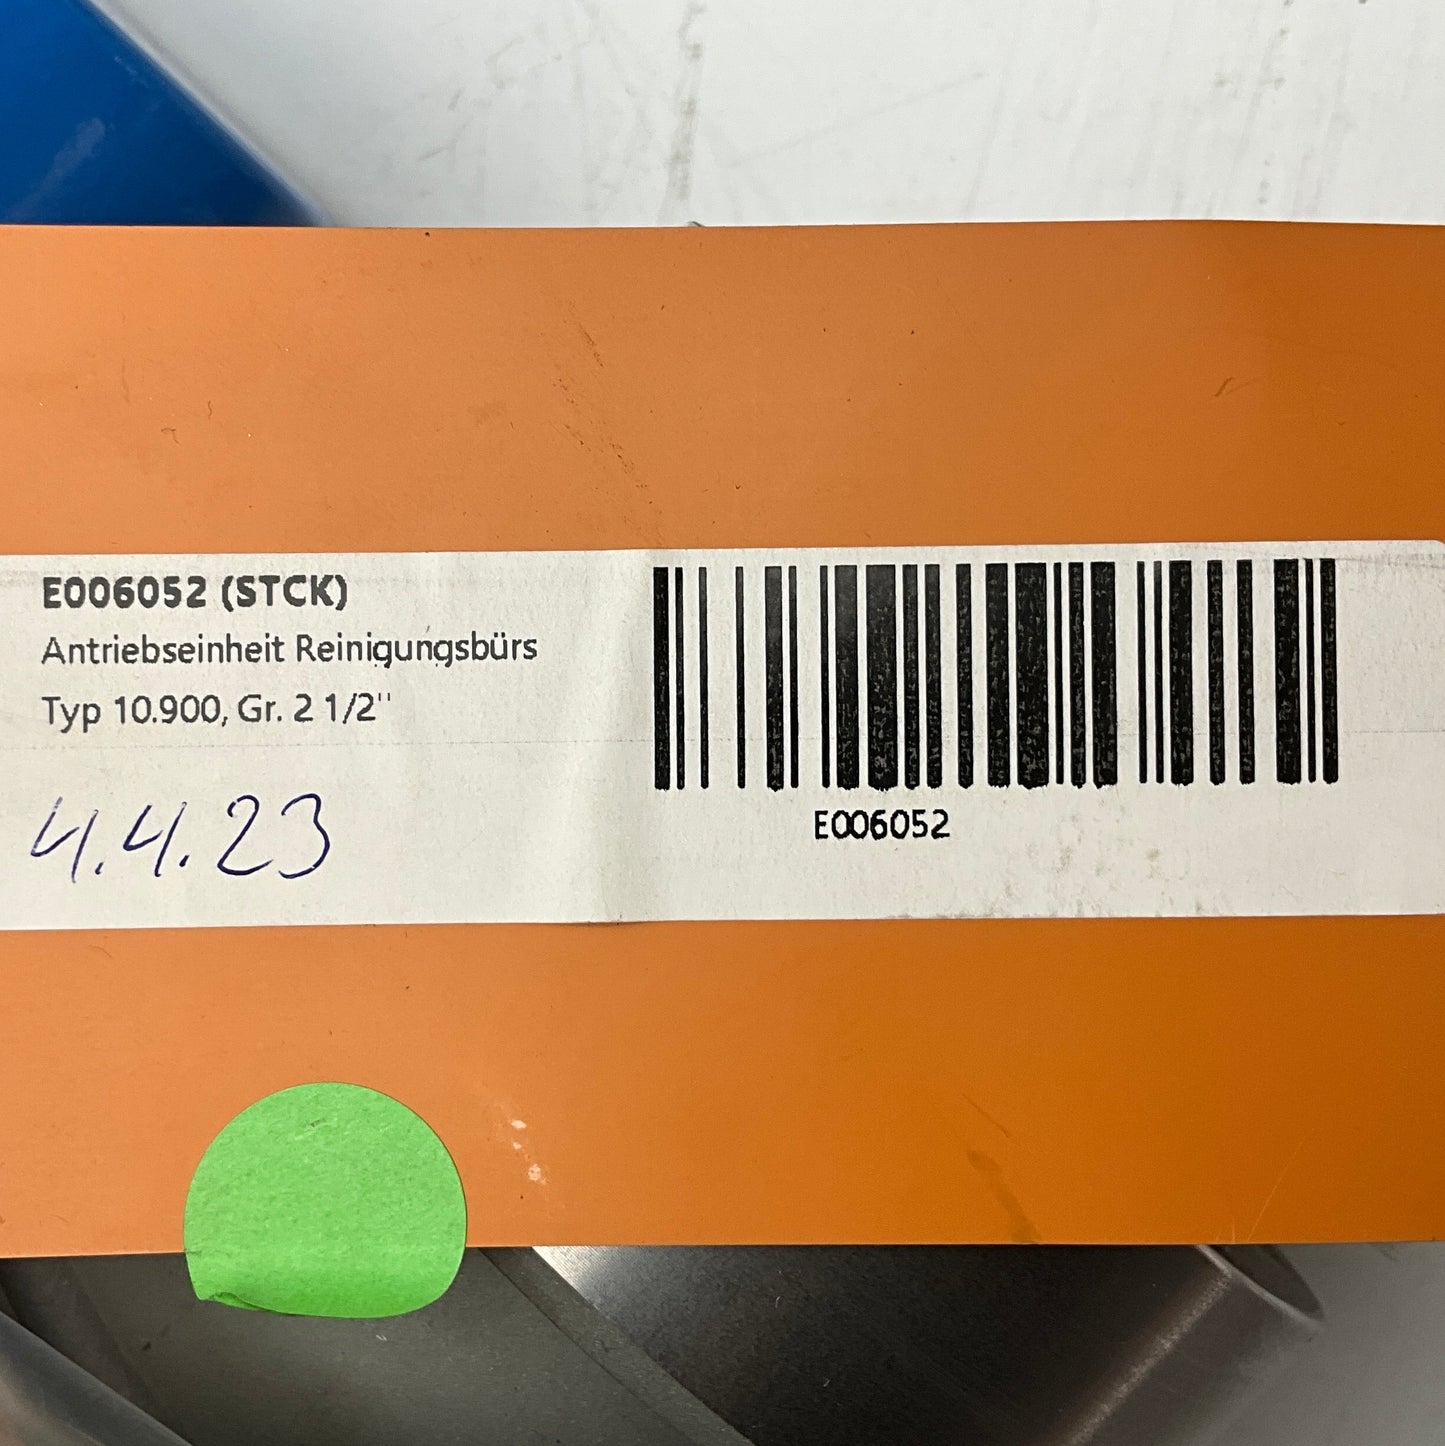 E006052 (STCK)
Antriebseinheit Reinigungsbürs
Typ 10.900, Gr. 2 1/2"
4.4.23
E006052